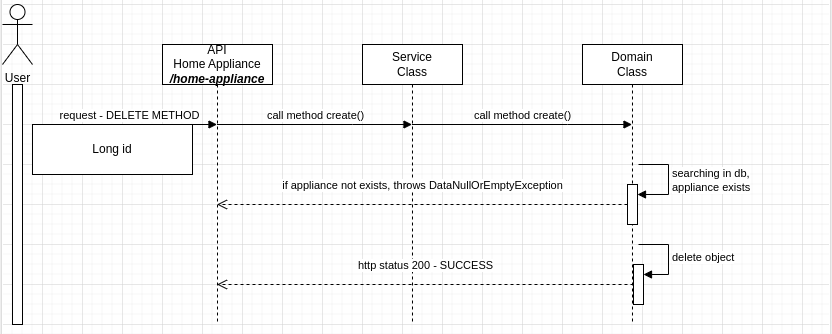 User
API
Home Appliance
/home-appliance
Service
Class
Domain
Class
request - DELETE METHOD
call method create()
call method create()
Long id
searching in db,
appliance exists
if appliance not exists, throws DataNullOrEmptyException
delete object
http status 200 - SUCCESS